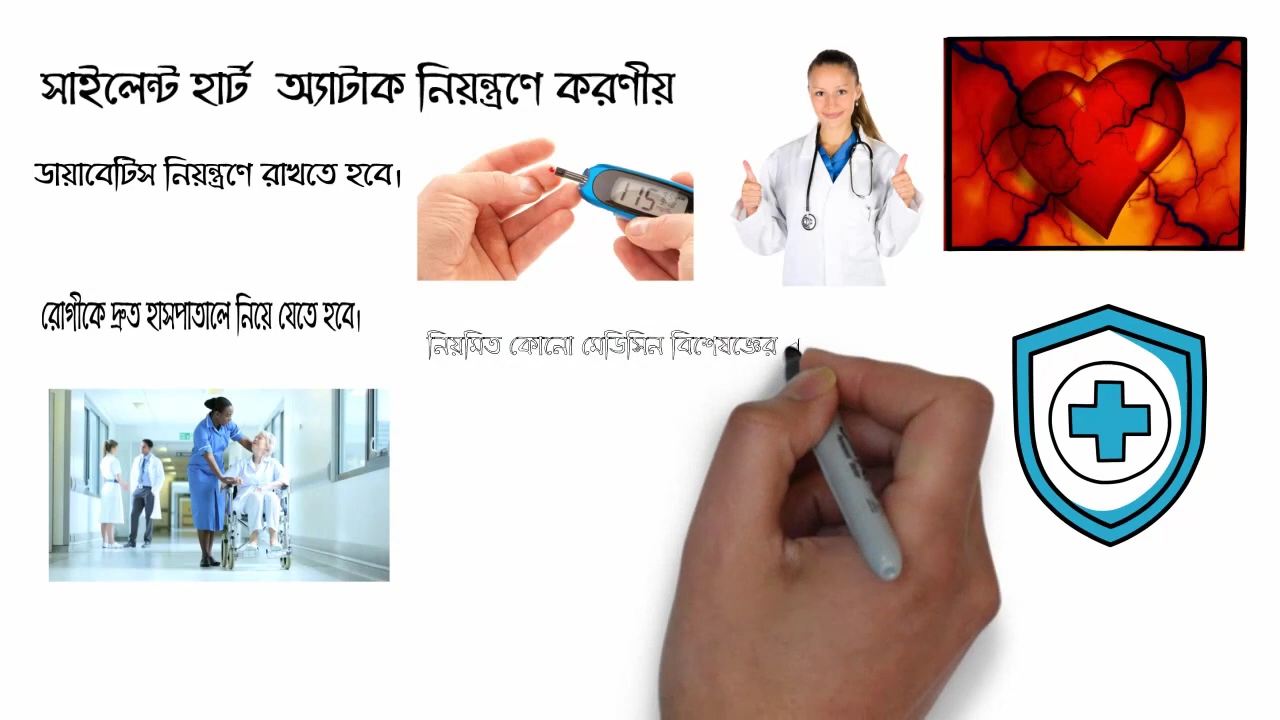 সাইলেন্ট হার্ট অ্যাটাক নিয়ন্ত্রণে করণীয়
ডায়াবেটিস নিয়ন্ত্রণে রাখতে হবে।
115
রোগীকে দ্রুত হাসপাতালে নিয়ে যেতে হবে।
নিয়মিত কোনো মেডিসিন বিশেষজ্ঞের